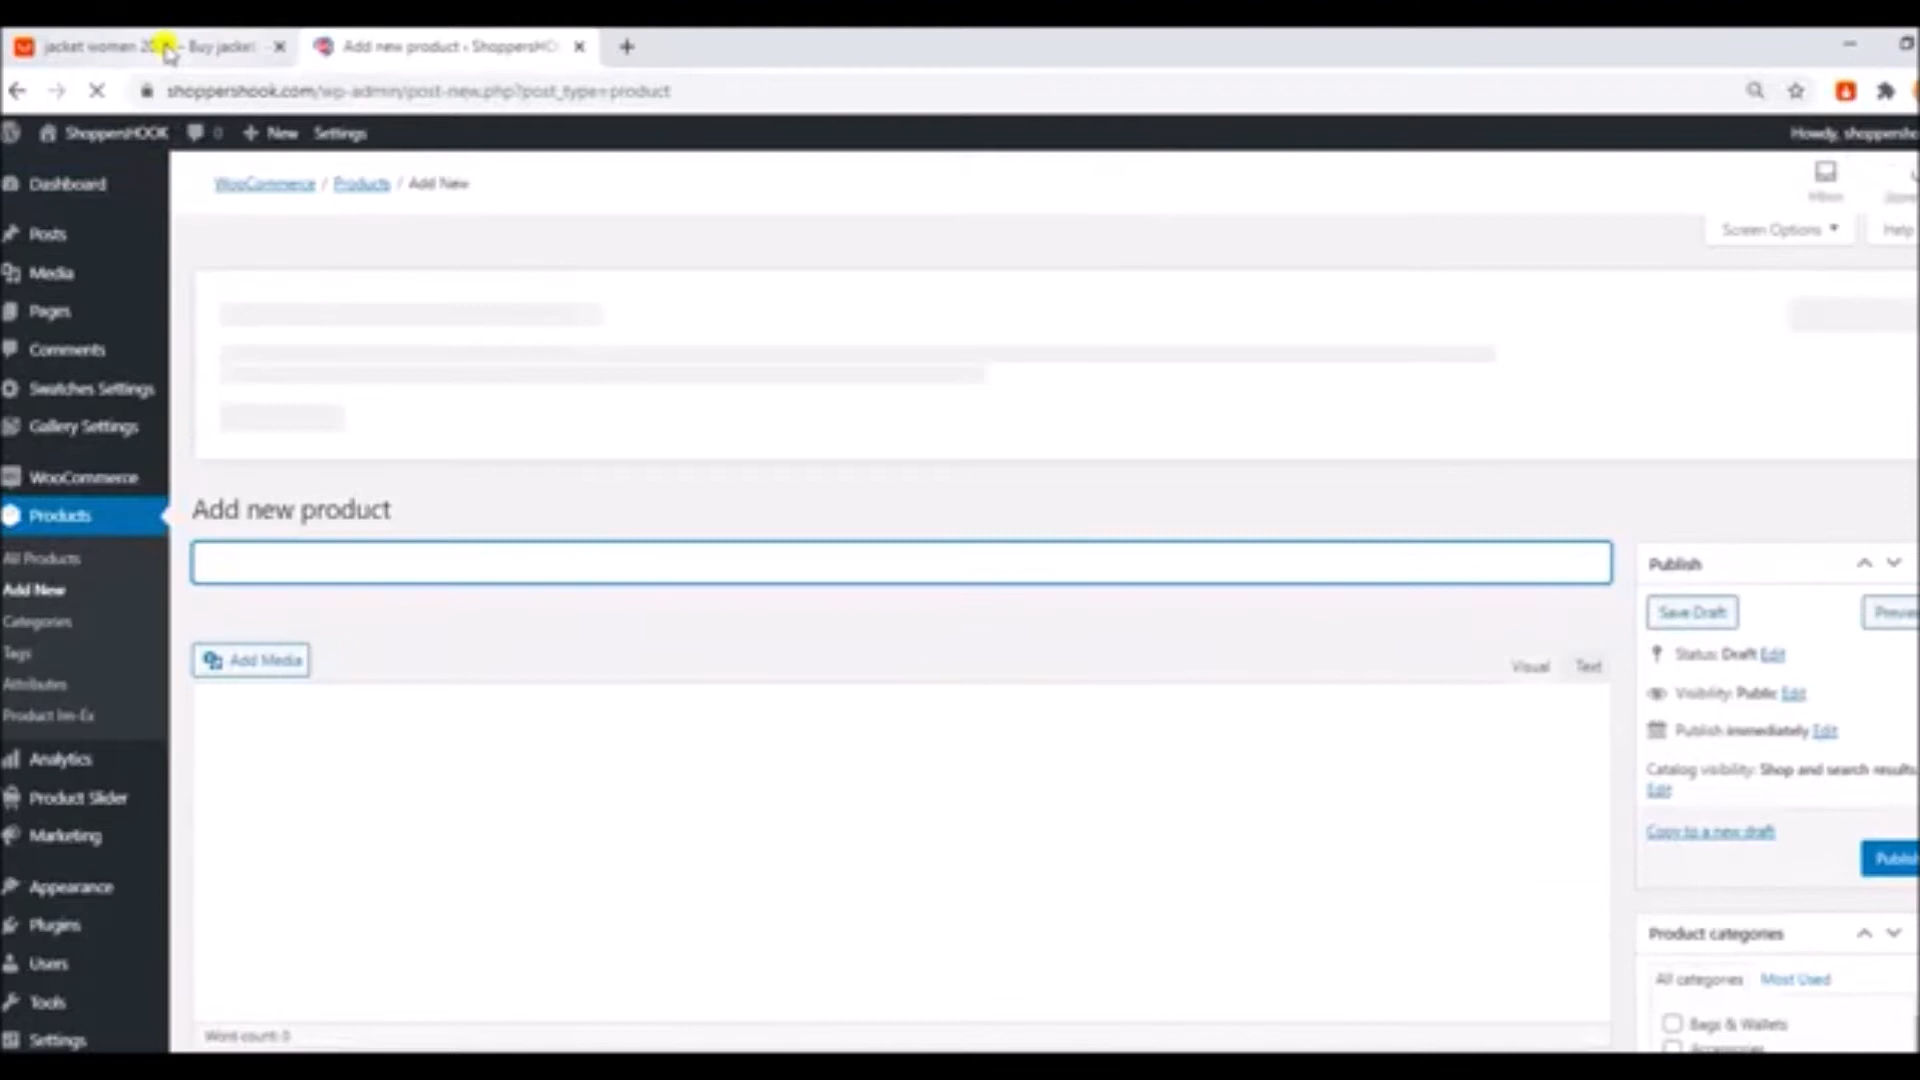 jacket women 20 - Buy jacket
Add new product ‹ ShoppersHO
shoppershook.com/wp-admin/post-new.php?post_type=product
ShoppersHOOK 0 New Settings
Howdy, shoppersho
Dashboard
Posts
Media
Pages
Comments
Swatches Settings
Gallery Settings
WooCommerce
Products
All Products
Add New
Categories
Tags
Attributes
Product Im-Ex
Analytics
Product Slider
Marketing
Appearance
Plugins
Users
Tools
Settings
WooCommerce / Products / Add New
Inbox
Screen Options
Help
Add new product
Add Media
Visual Text
Word count: 0
Publish
Save Draft
Preview
Status: Draft Edit
Visibility: Public Edit
Publish immediately Edit
Catalog visibility: Shop and search results
Edit
Copy to a new draft
Publish
Product categories
All categories Most Used
Bags & Wallets
Accessories